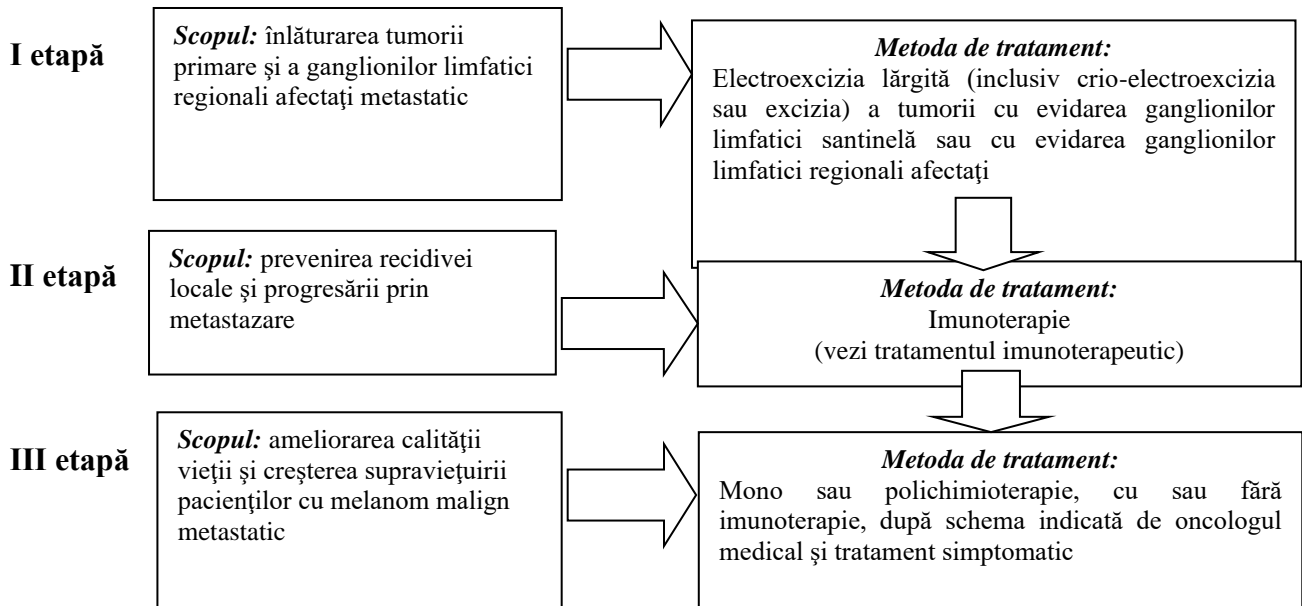 I etapă
Scopul: înlăturarea tumorii
primare şi a ganglionilor limfatici
regionali afectaţi metastatic
Metoda de tratament:
Electroexcizia lărgită (inclusiv crio-electroexcizia
sau excizia) a tumorii cu evidarea ganglionilor
limfatici santinelă sau cu evidarea ganglionilor
limfatici regionali afectaţi
II etapă
Scopul: prevenirea recidivei
locale şi progresării prin
metastazare
Metoda de tratament:
Imunoterapie
(vezi tratamentul imunoterapeutic)
III etapă
Scopul: ameliorarea calităţii
vieţii şi creşterea supravieţuirii
pacienţilor cu melanom malign
metastatic
Metoda de tratament:
Mono sau polichimioterapie, cu sau fără
imunoterapie, după schema indicată de oncologul
medical şi tratament simptomatic